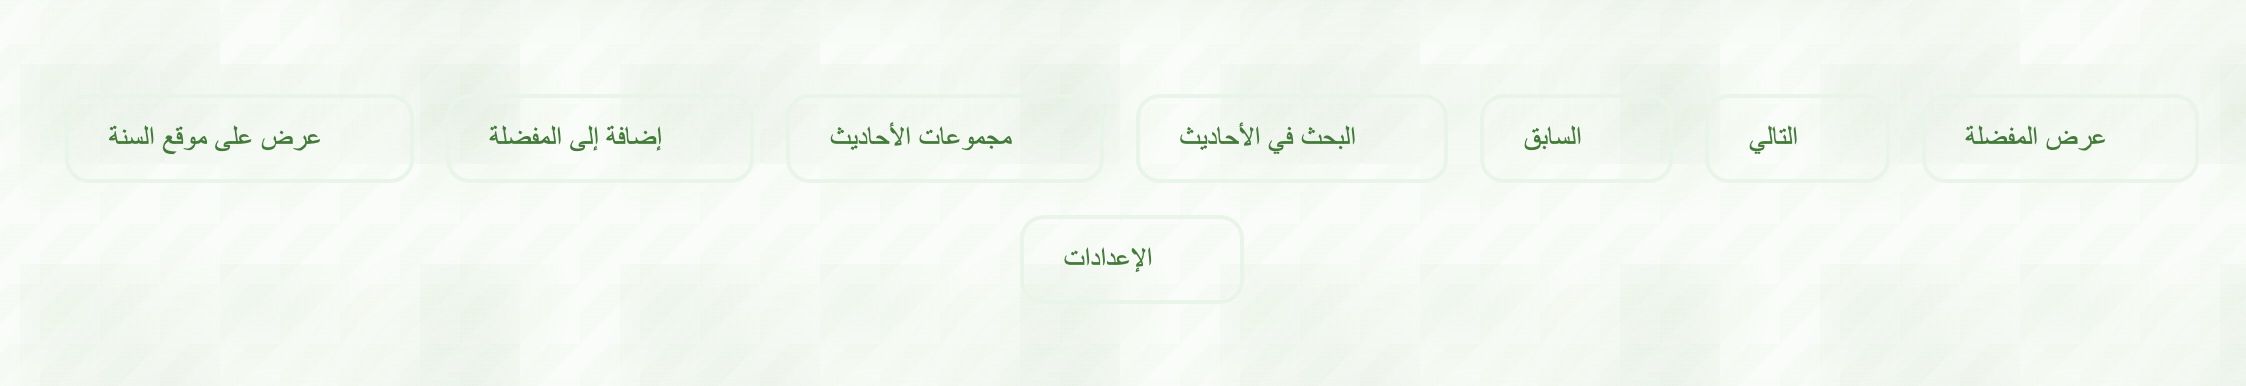 عرض المفضلة
التالي
السابق
البحث في الأحاديث
مجموعات الأحاديث
إضافة إلى المفضلة
عرض على موقع السنة
الإعدادات